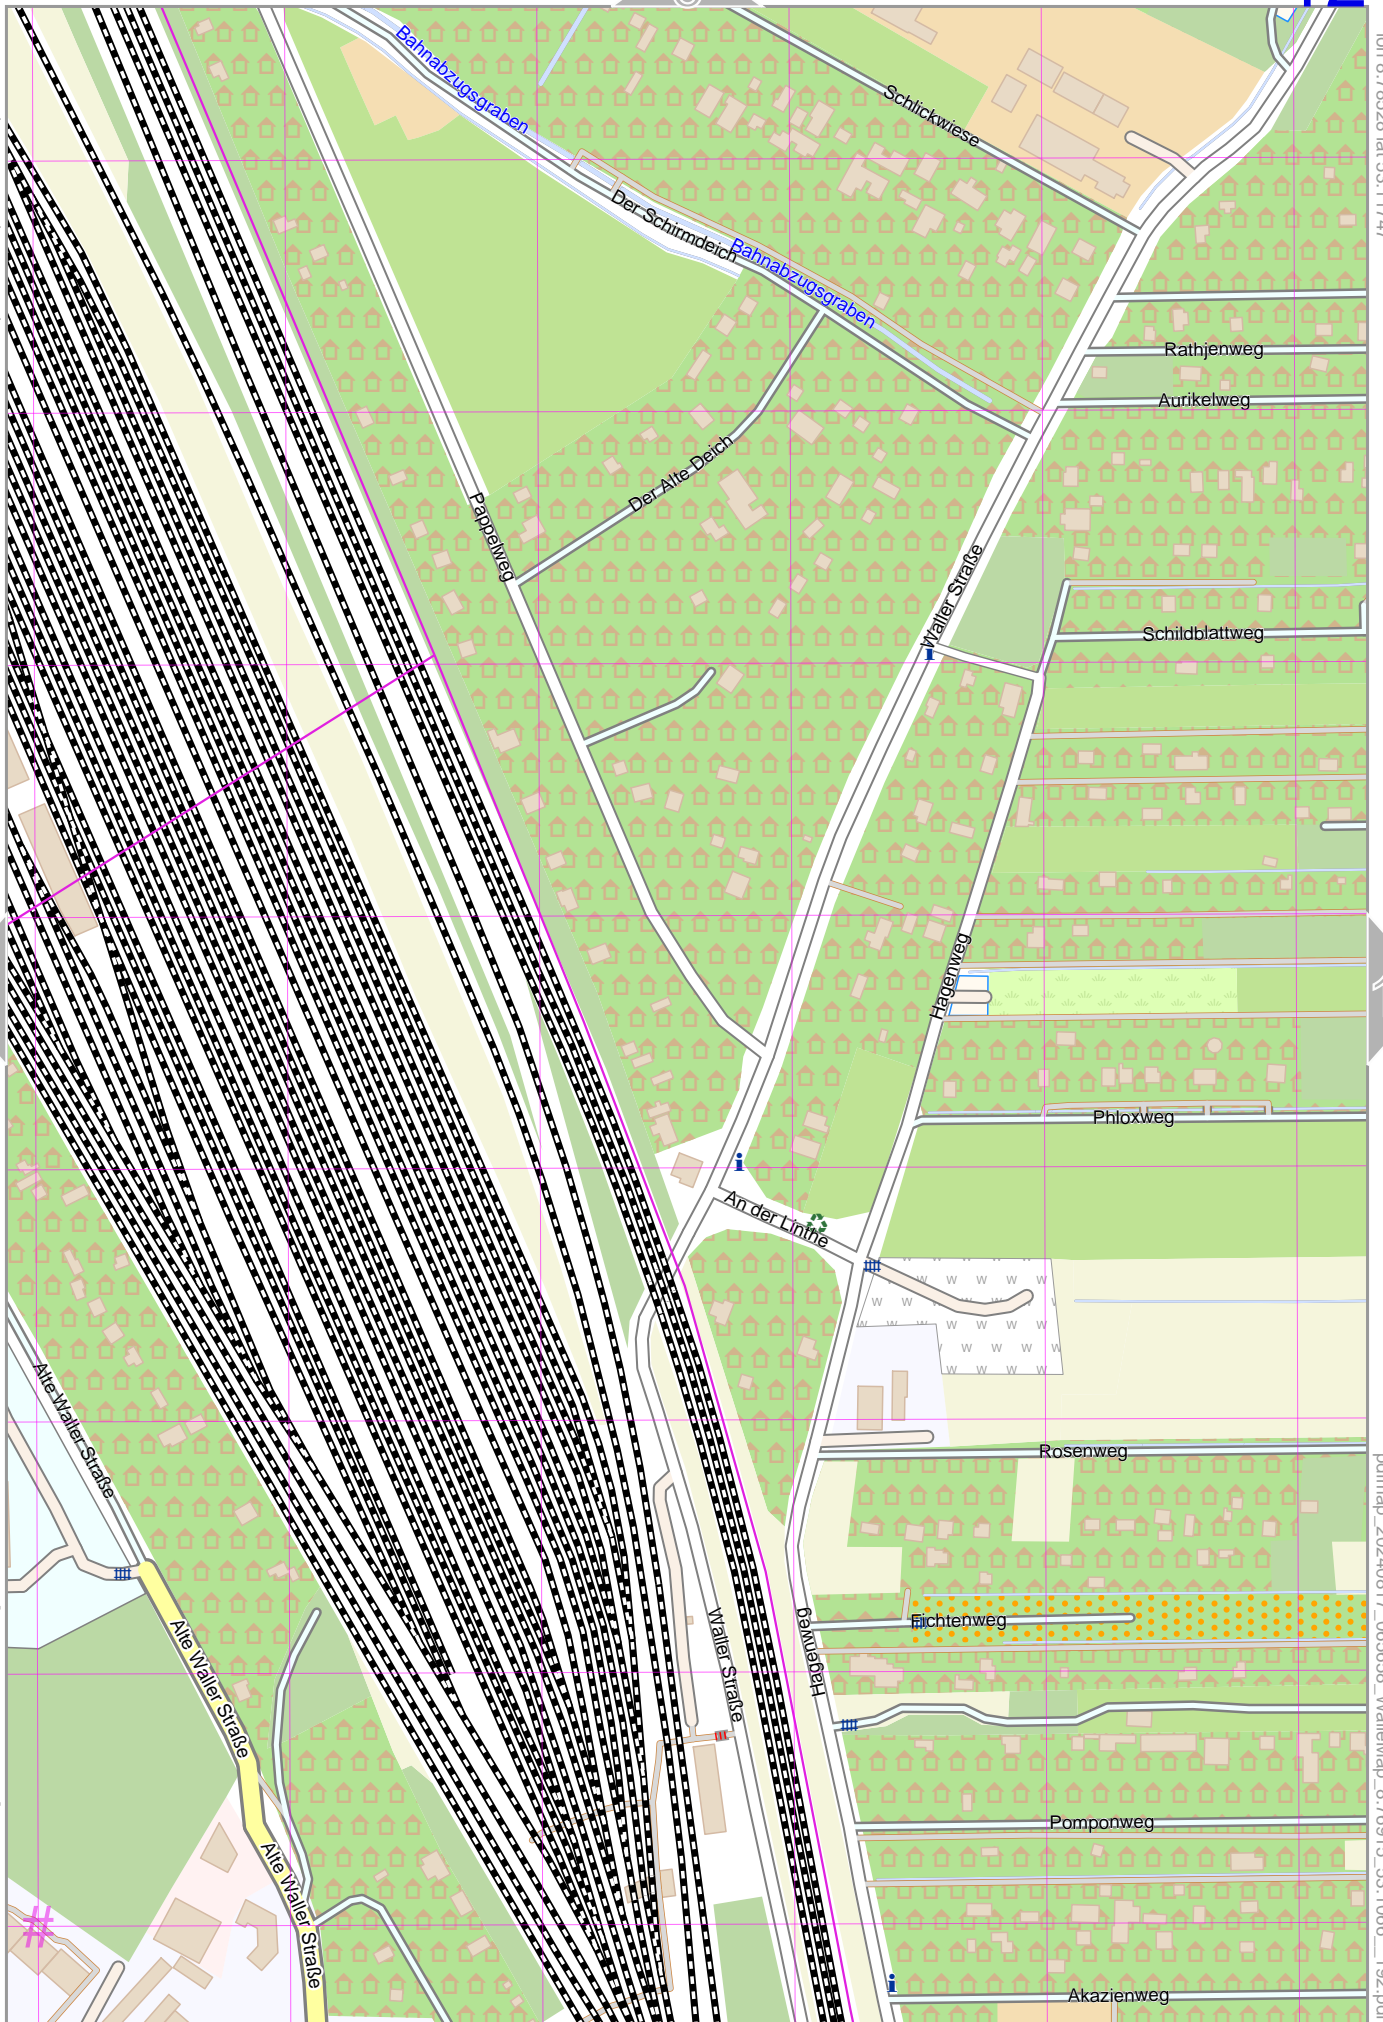 Bahnabzugsgraben
Schlickwiese
Der Schirmdeich
Bahnabzugsgraben
Rathjenweg
Aurikelweg
Der Alte Deich
Pappelweg
Waller Straße
Schildblattweg
Hagenweg
Phloxweg
An der Linthe
Alte Waller Straße
Rosenweg
Eichtenweg
Waller Straße
Hagenweg
Alte Waller Straße
Pomponweg
Alte Waller Straße
Akazienweg